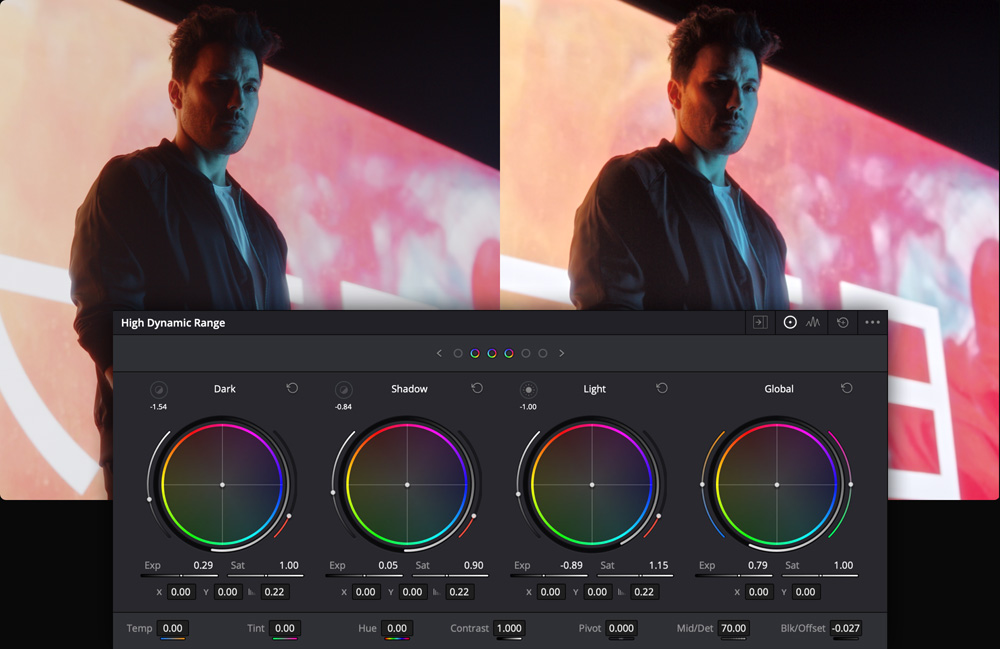 High Dynamic Range
Dark Shadow Light Global
-1.54 -0.84 -1.00
Exp 0.29 Sat 1.00 Exp 0.05 Sat 0.90 Exp -0.89 Sat 1.15 Exp 0.79 Sat 1.00
X 0.00 Y 0.00 0.22 X 0.00 Y 0.00 0.22 X 0.00 Y 0.00 0.22 X 0.00 Y 0.00
Temp 0.00 Tint 0.00 Hue 0.00 Contrast 1.000 Pivot 0.000 Mid/Det 70.00 Blk/Offset -0.027